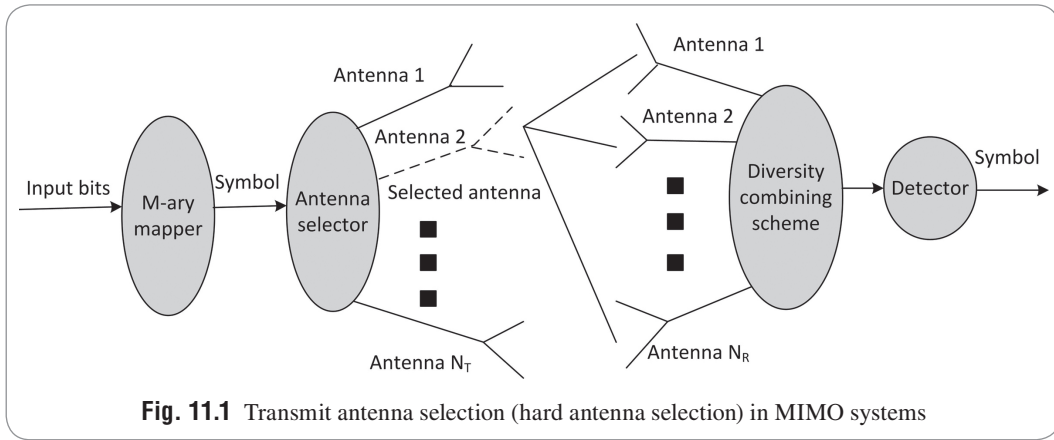 Input bits
M-ary
mapper
Symbol
Antenna
selector
Antenna 1
Antenna 2
Selected antenna
Antenna N_T
Antenna 1
Antenna 2
Antenna N_R
Diversity
combining
scheme
Detector
Symbol
Fig. 11.1 Transmit antenna selection (hard antenna selection) in MIMO systems